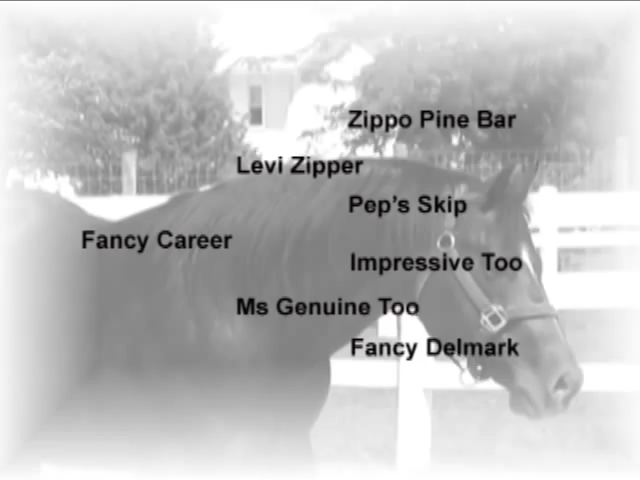 Zippo Pine Bar
Levi Zipper
Pep's Skip
Fancy Career
Impressive Too
Ms Genuine Too
Fancy Delmark